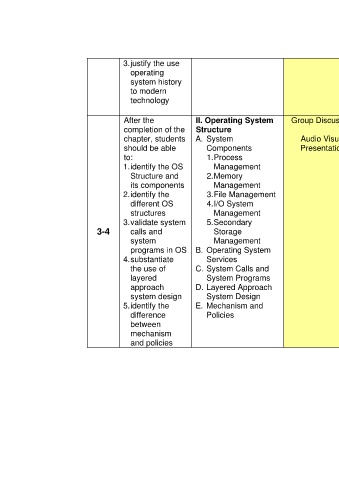 3.justify the use
operating
system history
to modern
technology
3-4
After the
completion of the
chapter, students
should be able
to:
1.identify the OS
Structure and
its components
2.identify the
different OS
structures
3.validate system
calls and
system
programs in OS
4.substantiate
the use of
layered
approach
system design
5.identify the
difference
between
mechanism
and policies
II. Operating System
Structure
A. System
Components
1.Process
Management
2.Memory
Management
3.File Management
4.I/O System
Management
5.Secondary
Storage
Management
B. Operating System
Services
C. System Calls and
System Programs
D. Layered Approach
System Design
E. Mechanism and
Policies
Group Discus
Audio Visu
Presentatio